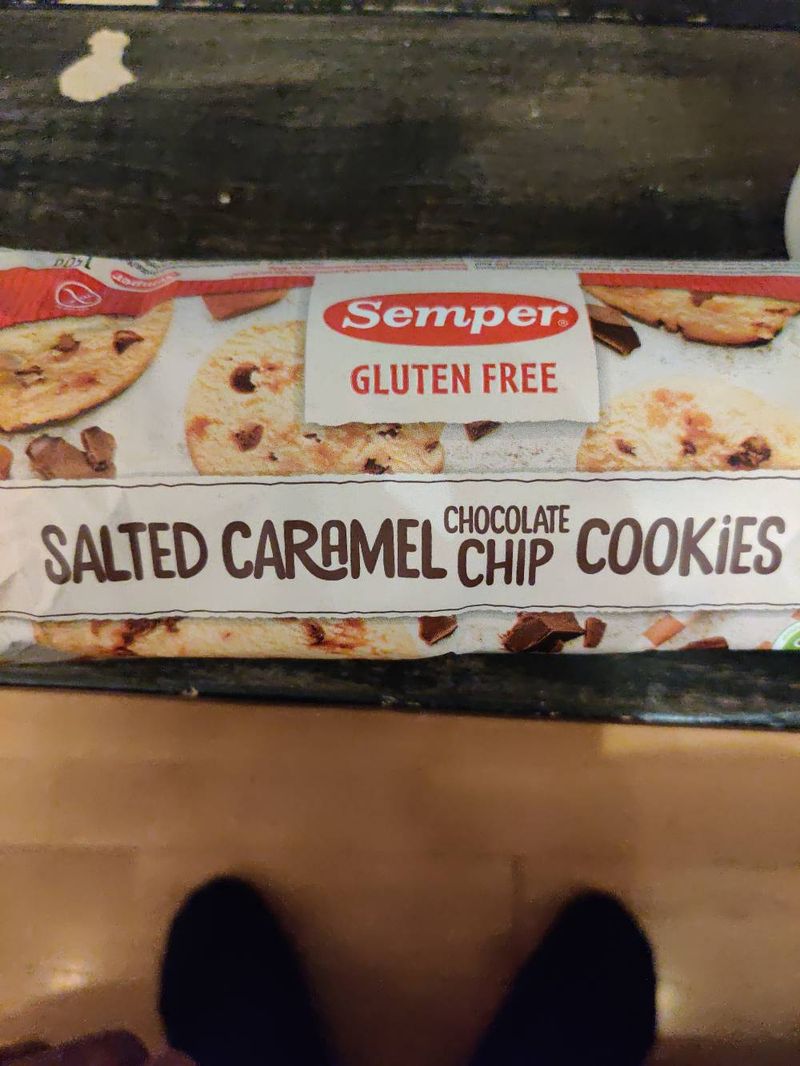 Semper®
GLUTEN FREE
SALTED CARAMEL CHOCOLATE CHIP COOKIES